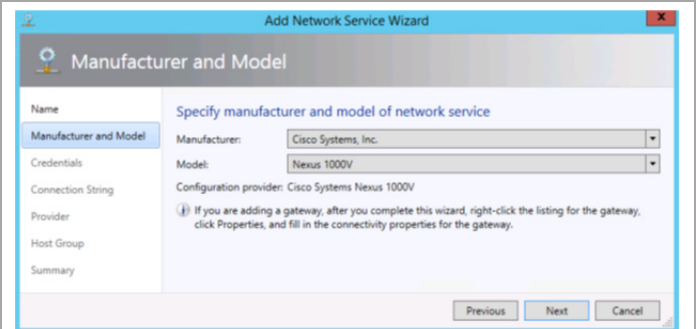 Add Network Service Wizard
x
Manufacturer and Model
Name
Manufacturer and Model
Credentials
Connection String
Provider
Host Group
Summary
Specify manufacturer and model of network service
Manufacturer: Cisco Systems, Inc.
Model: Nexus 1000V
Configuration provider: Cisco Systems Nexus 1000V
If you are adding a gateway, after you complete this wizard, right-click the listing for the gateway,
click Properties, and fill in the connectivity properties for the gateway.
Previous Next Cancel